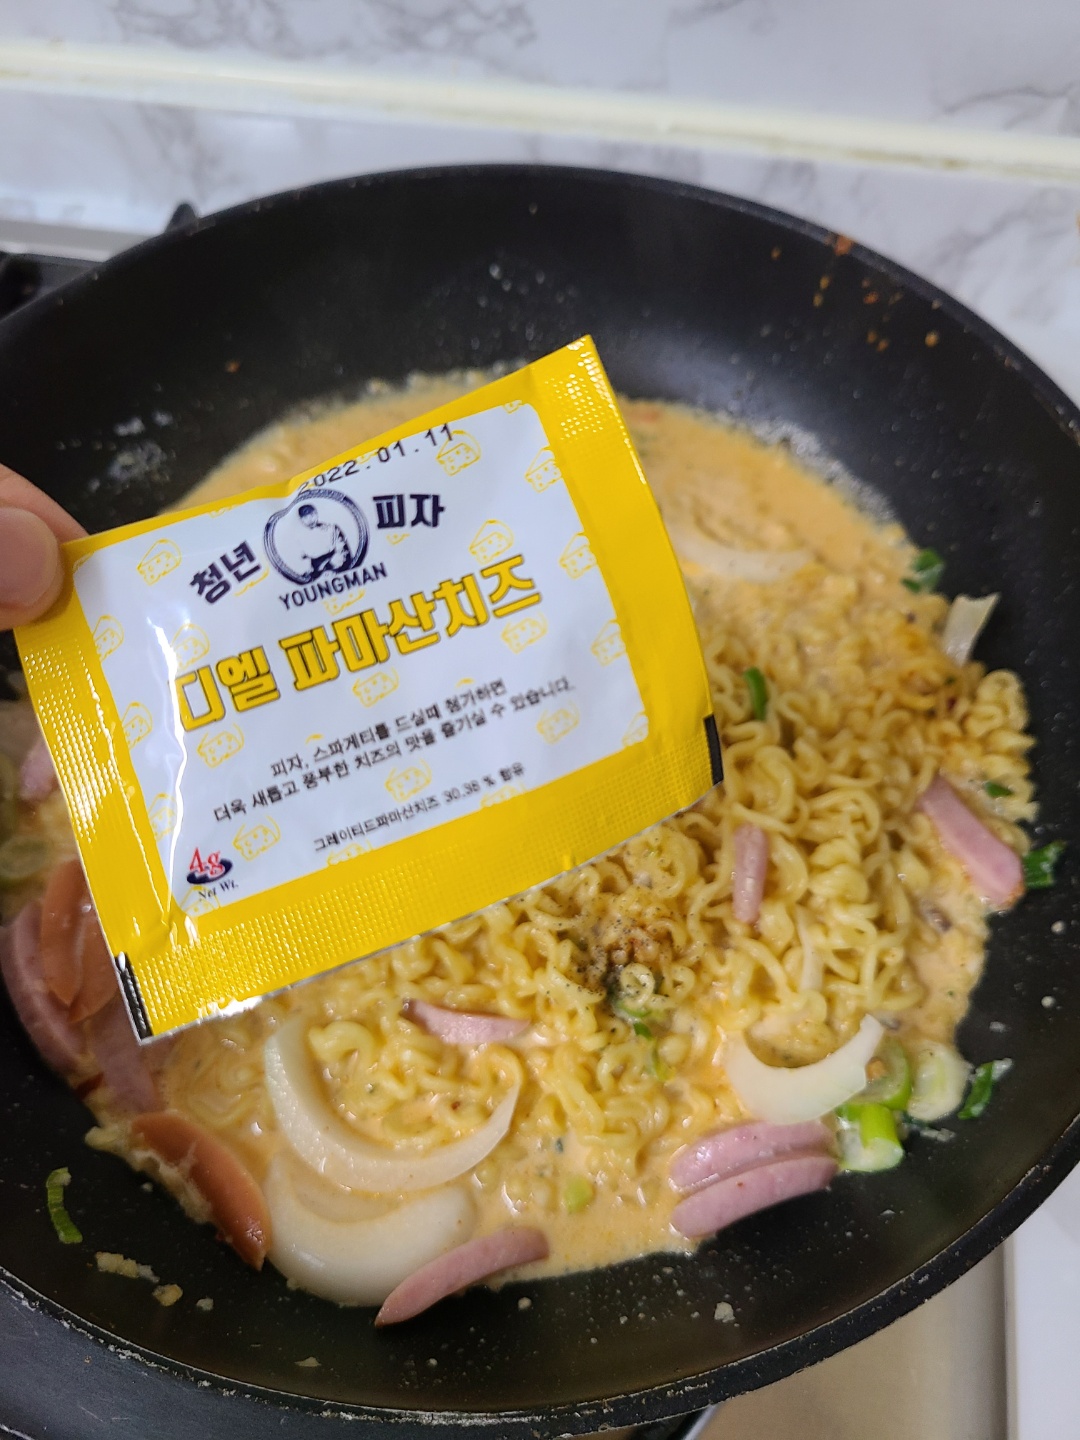 2022.01.11
청년 피자
YOUNGMAN
디엘 파마산치즈
피자, 스파게티를 드실때 첨가하면
더욱 새롭고 풍부한 치즈의 맛을 즐기실 수 있습니다.
그레이티드파마산치즈 30.36 % 함유
4g
Net Wt.